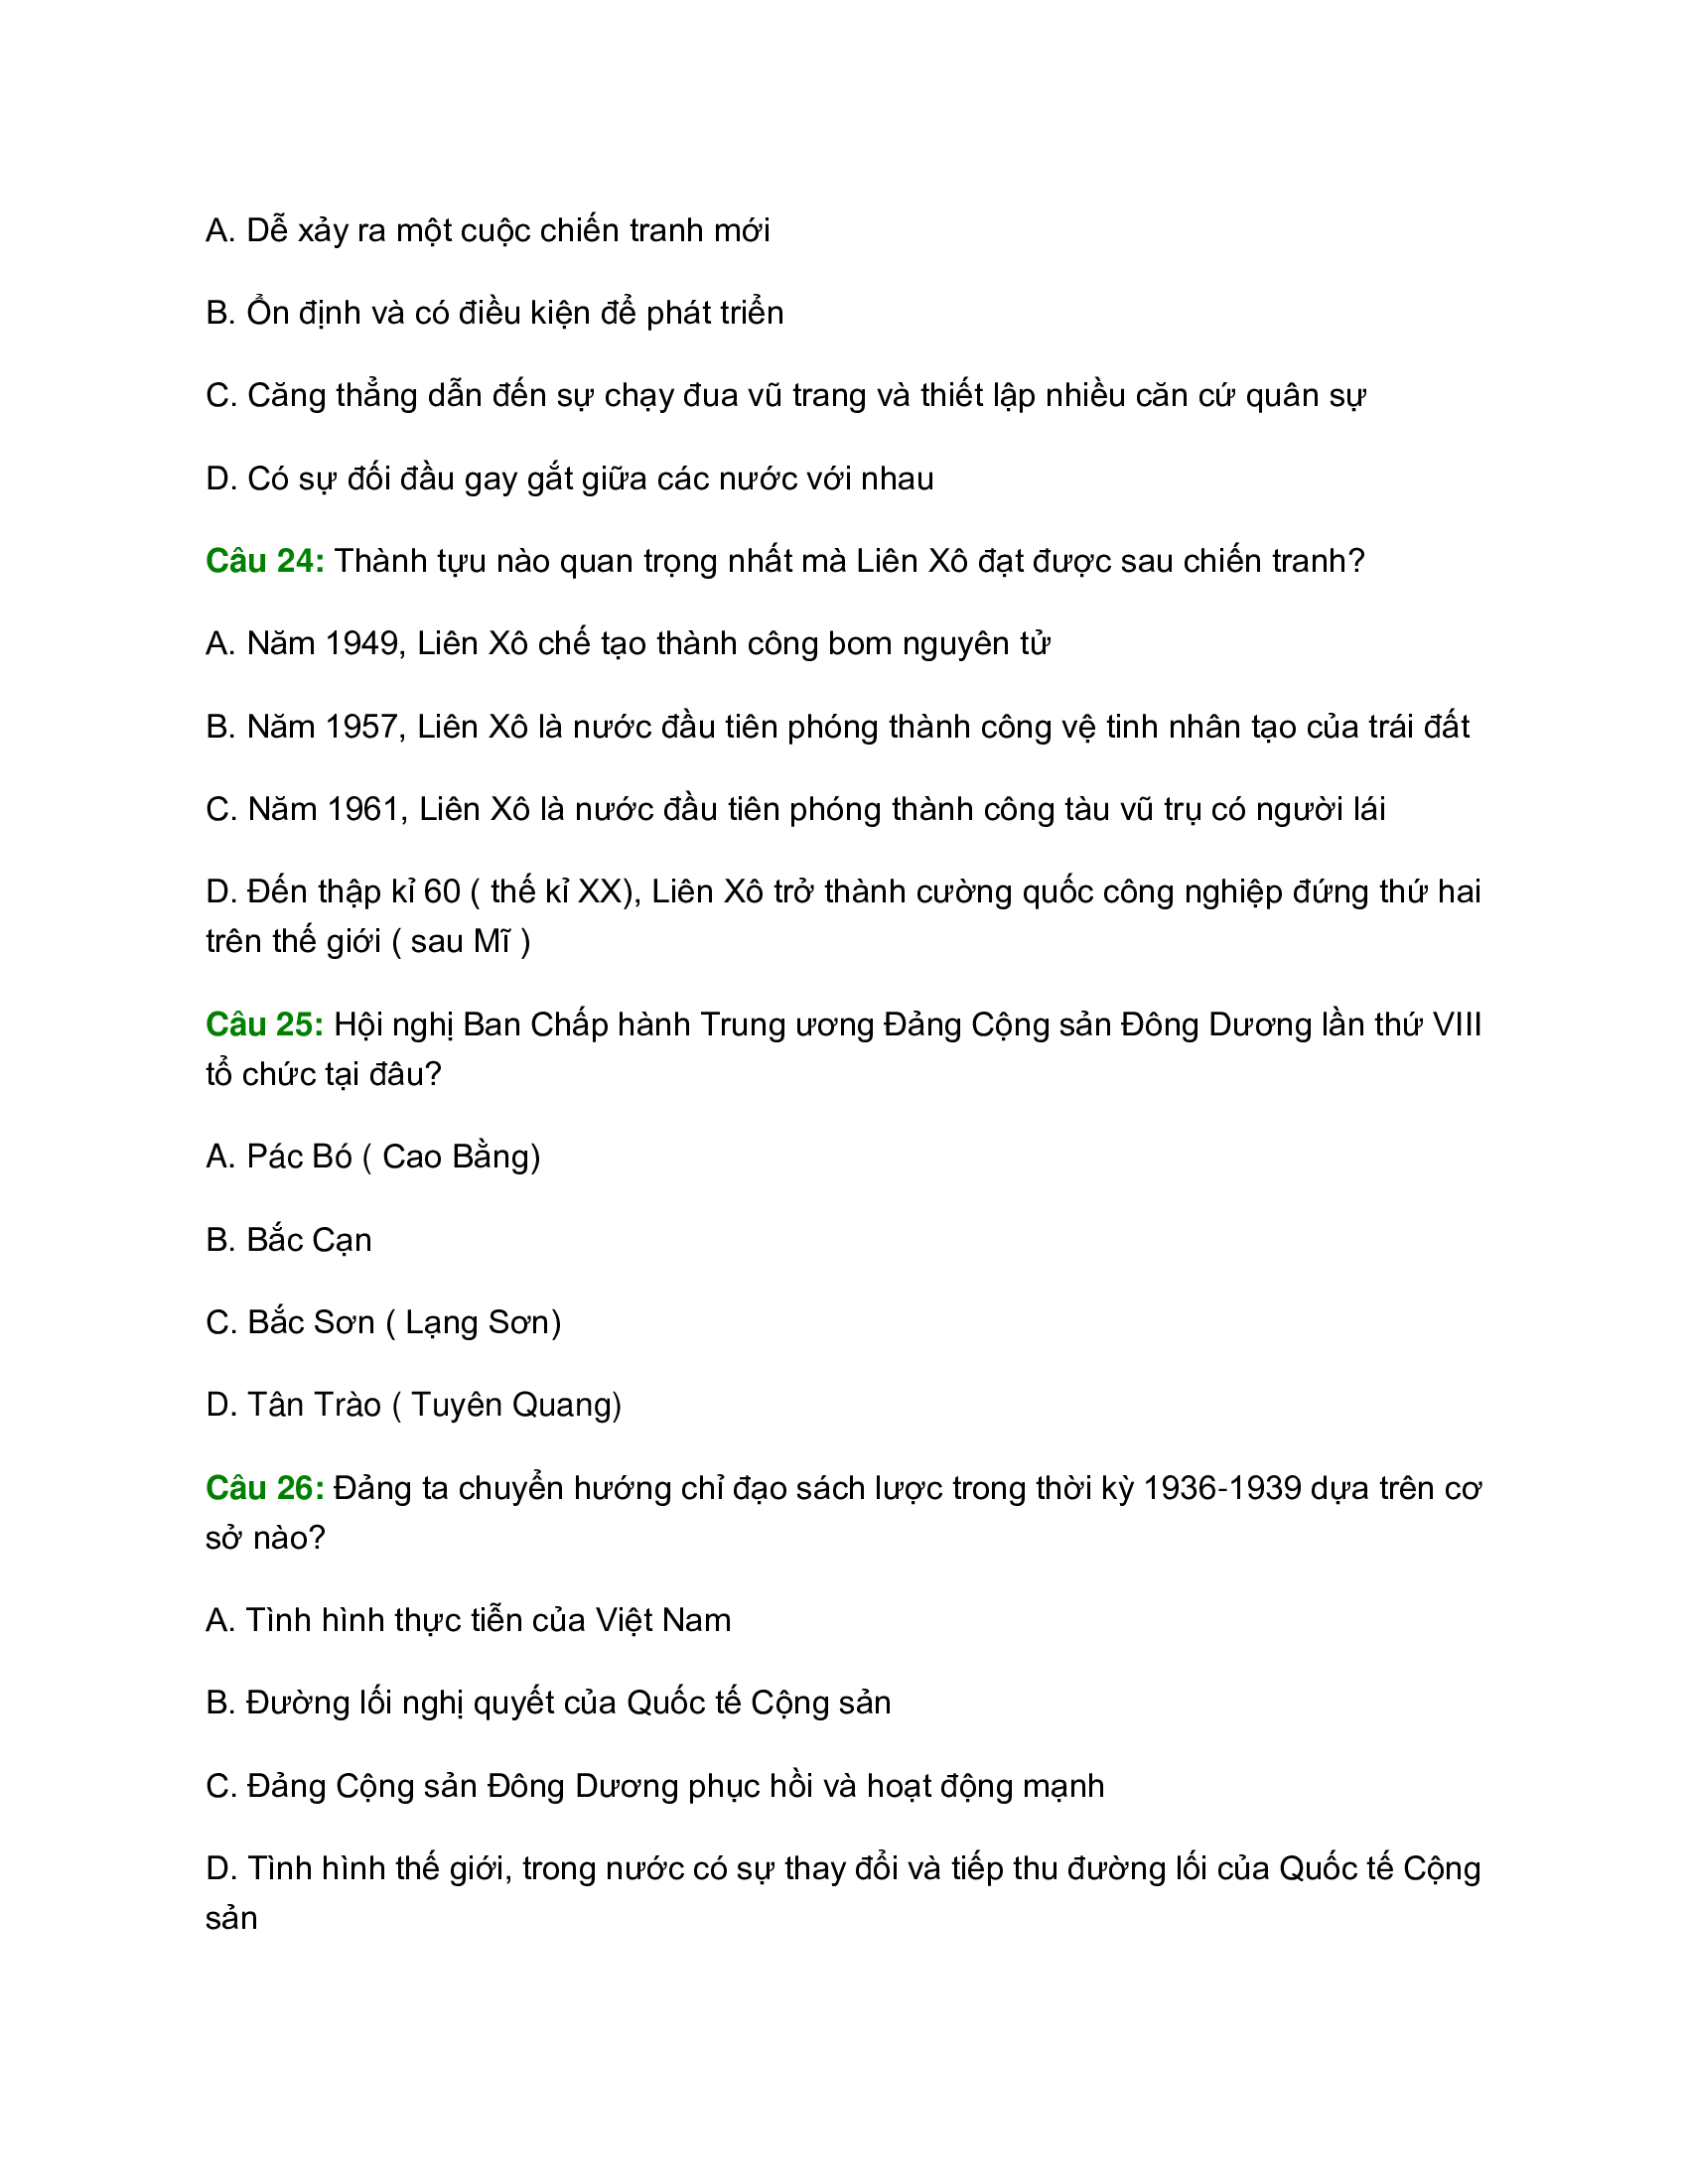 A. Dễ xảy ra một cuộc chiến tranh mới
B. Ổn định và có điều kiện để phát triển
C. Căng thẳng dẫn đến sự chạy đua vũ trang và thiết lập nhiều căn cứ quân sự
D. Có sự đối đầu gay gắt giữa các nước với nhau
Câu 24: Thành tựu nào quan trọng nhất mà Liên Xô đạt được sau chiến tranh?
A. Năm 1949, Liên Xô chế tạo thành công bom nguyên tử
B. Năm 1957, Liên Xô là nước đầu tiên phóng thành công vệ tinh nhân tạo của trái đất
C. Năm 1961, Liên Xô là nước đầu tiên phóng thành công tàu vũ trụ có người lái
D. Đến thập kỉ 60 ( thế kỉ XX), Liên Xô trở thành cường quốc công nghiệp đứng thứ hai
trên thế giới ( sau Mĩ )
Câu 25: Hội nghị Ban Chấp hành Trung ương Đảng Cộng sản Đông Dương lần thứ VIII
tổ chức tại đâu?
A. Pác Bó ( Cao Bằng)
B. Bắc Cạn
C. Bắc Sơn ( Lạng Sơn)
D. Tân Trào ( Tuyên Quang)
Câu 26: Đảng ta chuyển hướng chỉ đạo sách lược trong thời kỳ 1936-1939 dựa trên cơ
sở nào?
A. Tình hình thực tiễn của Việt Nam
B. Đường lối nghị quyết của Quốc tế Cộng sản
C. Đảng Cộng sản Đông Dương phục hồi và hoạt động mạnh
D. Tình hình thế giới, trong nước có sự thay đổi và tiếp thu đường lối của Quốc tế Cộng
sản